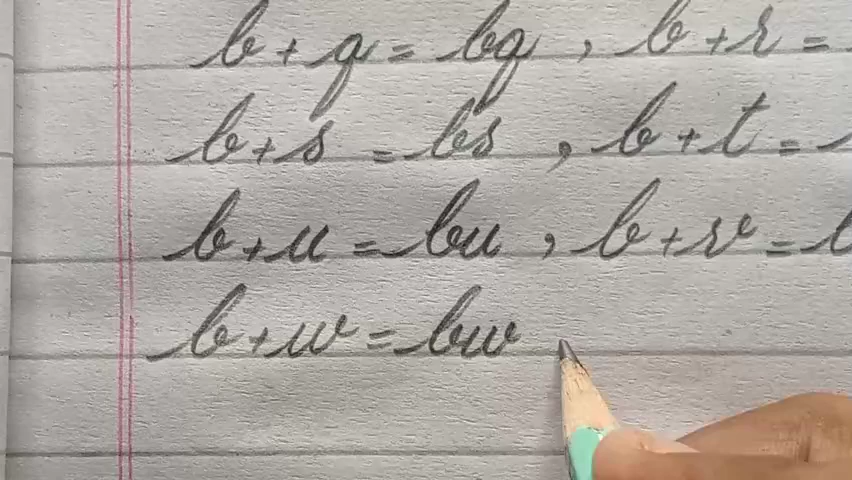 b + q = bq , b + r =
b + s = bs , b + t =
b + u = bu , b + v =
b + w = bw